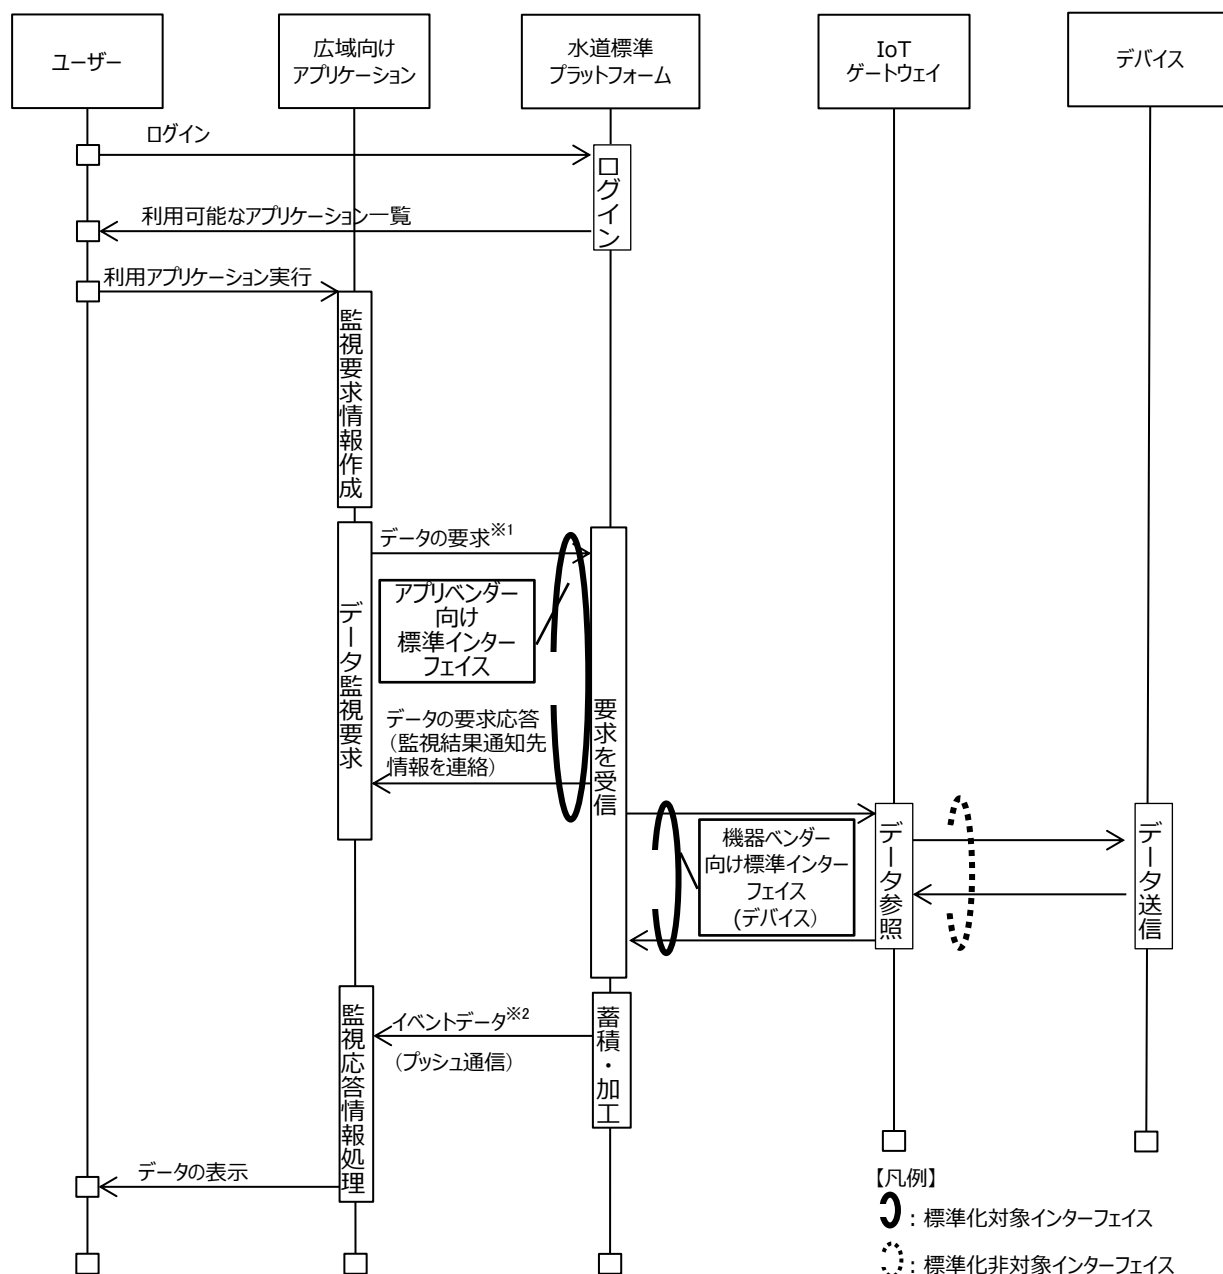 ユーザー
広域向け
アプリケーション
水道標準
プラットフォーム
IoT
ゲートウェイ
デバイス
ログイン
ログイン
利用可能なアプリケーション一覧
利用アプリケーション実行
監視要求情報作成
データの要求※1
アプリベンダー
向け
標準インター
フェイス
データ監視要求
要求を受信
データの要求応答
（監視結果通知先
情報を連絡）
機器ベンダー
向け標準インター
フェイス
(デバイス)
データ参照
データ送信
イベントデータ※2
(プッシュ通信)
蓄積・加工
監視応答情報処理
データの表示
【凡例】
：標準化対象インターフェイス
：標準化非対象インターフェイス